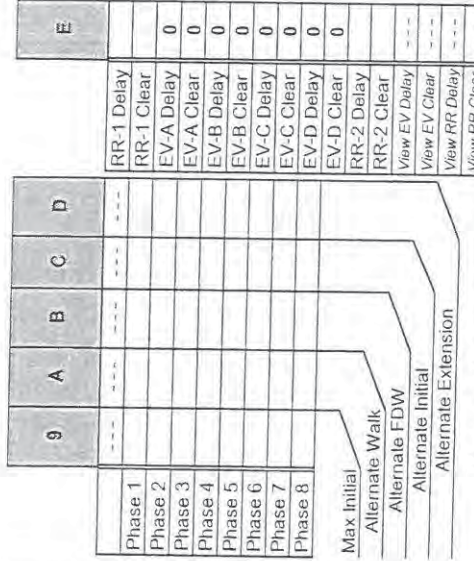 9 A B C D
--- --- --- --- ---
Phase 1
Phase 2
Phase 3
Phase 4
Phase 5
Phase 6
Phase 7
Phase 8
Max Initial
Alternate Walk
Alternate FDW
Alternate Initial
Alternate Extension
E
RR-1 Delay
RR-1 Clear
EV-A Delay 0
EV-A Clear 0
EV-B Delay 0
EV-B Clear 0
EV-C Delay 0
EV-C Clear 0
EV-D Delay 0
EV-D Clear 0
RR-2 Delay
RR-2 Clear
View EV Delay ---
View EV Clear ---
View RR Delay ---
View RR Clear